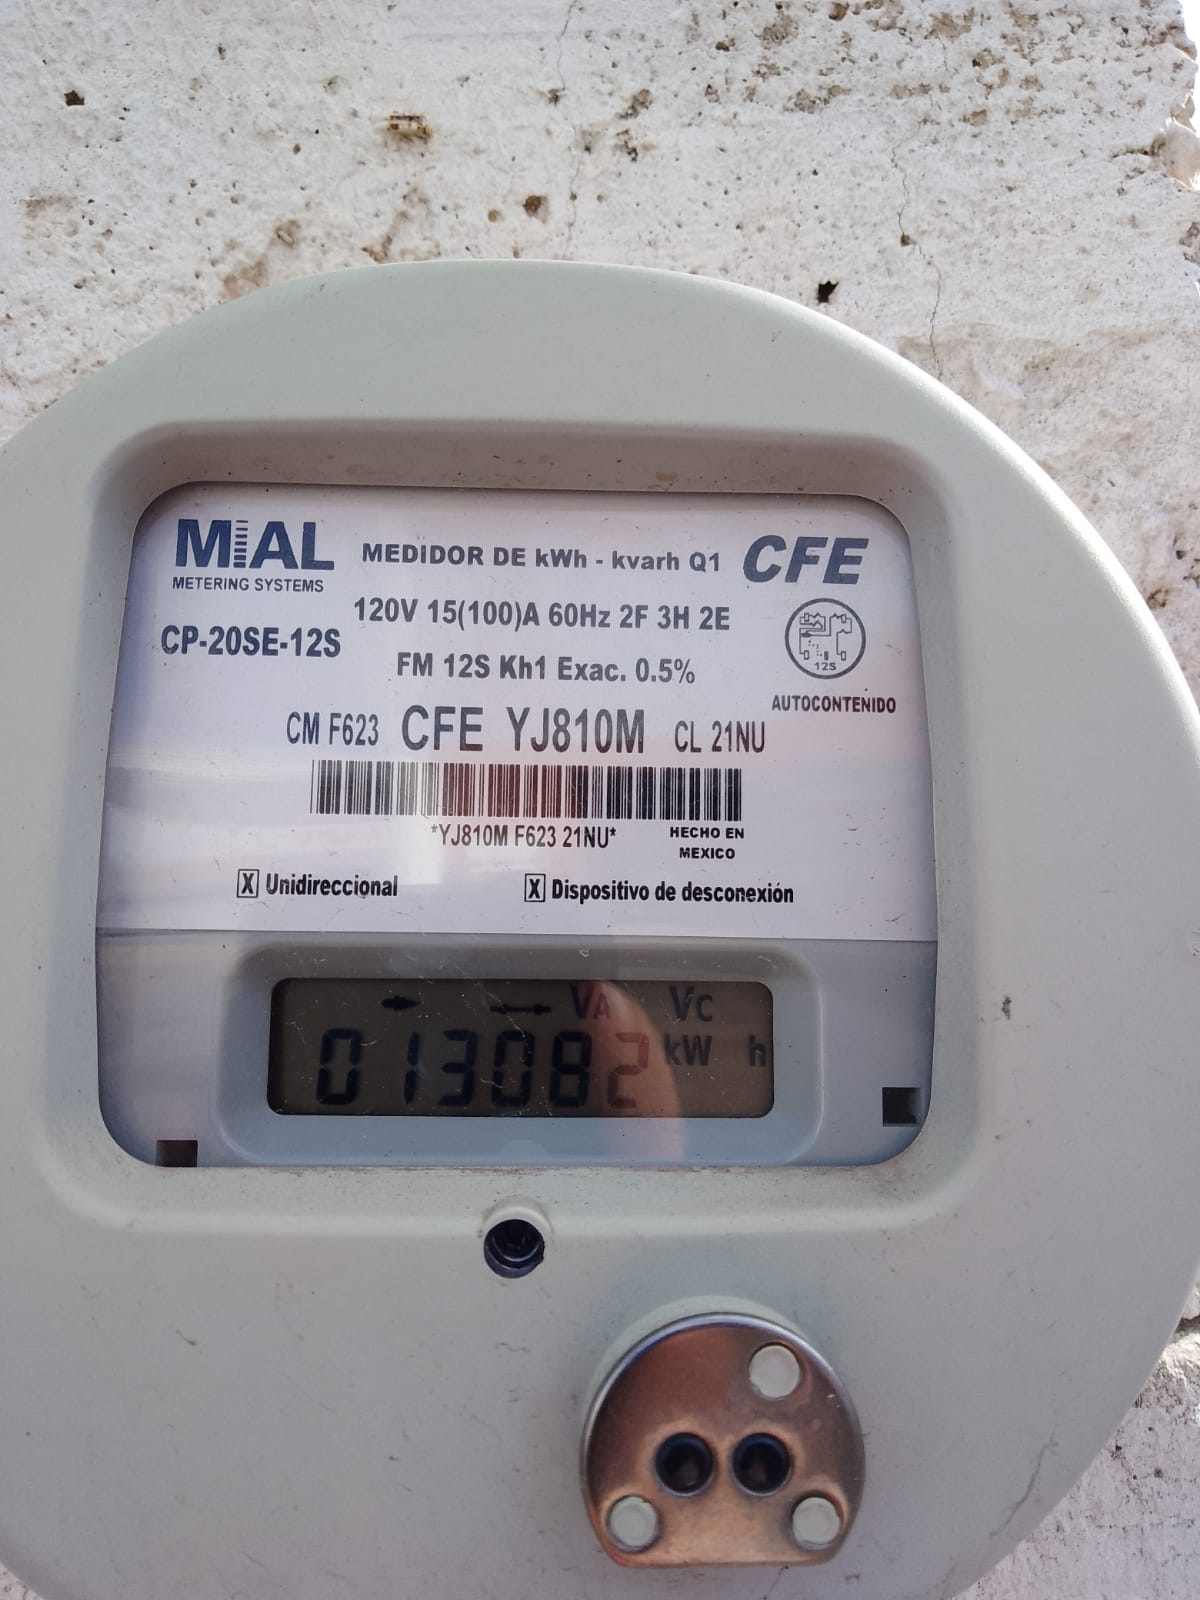 MIAL
METERING SYSTEMS
MEDIDOR DE kWh - kvarh Q1
CFE
120V 15(100)A 60Hz 2F 3H 2E
CP-20SE-12S
FM 12S Kh1 Exac. 0.5%
12S
AUTOCONTENIDO
CM F623 CFE YJ810M CL 21NU
*YJ810M F623 21NU*
HECHO EN
MEXICO
X Unidireccional
X Dispositivo de desconexión
VA VC
013082 kW h